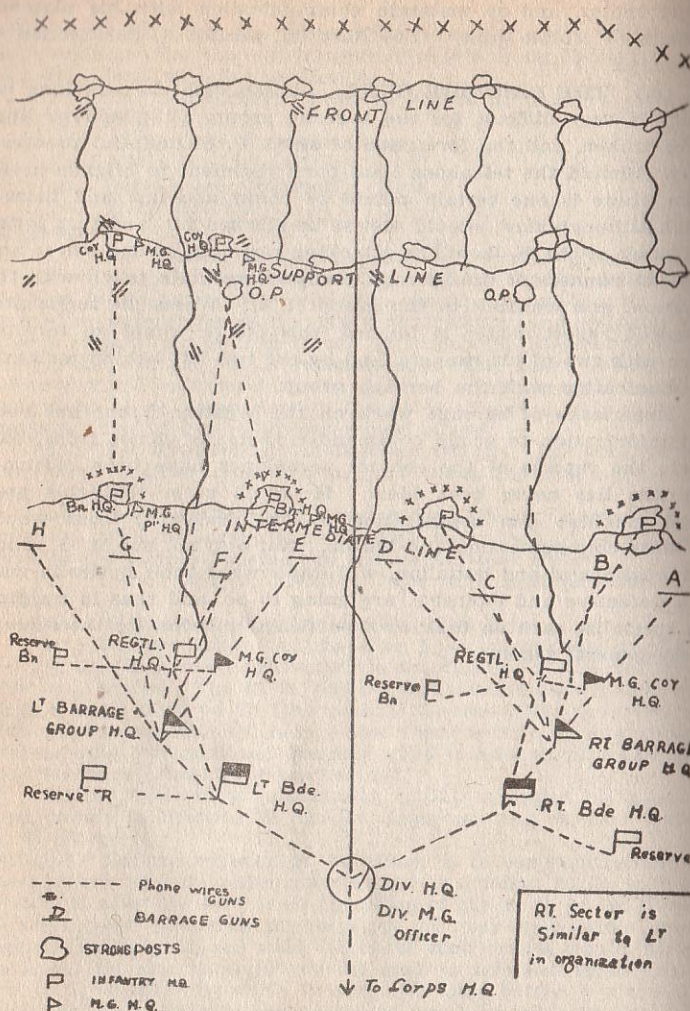 FRONT LINE
COY H.Q.
M.G. H.Q.
COY H.Q.
M.G. H.Q.
SUPPORT LINE
O.P.
O.P.
Bn H.Q.
M.G. Pn H.Q.
Bn. H.Q.
M.G. H.Q.
INTERMEDIATE LINE
H
G
F
E
D
C
B
A
Reserve Bn
REGTL. H.Q.
M.G. COY H.Q.
Reserve Bn
REGTL. H.Q.
M.G. COY H.Q.
LT BARRAGE
GROUP H.Q.
RT BARRAGE
GROUP H.Q.
Reserve R
LT Bde.
H.Q.
RT. Bde H.Q.
Reserve
DIV. H.Q.
DIV. M.G.
Officer
To Corps H.Q.
Phone wires
GUNS
D BARRAGE GUNS
STRONG POSTS
INFANTRY H.Q.
M.G. H.Q.
RT. Sector is
Similar to LT
in organization